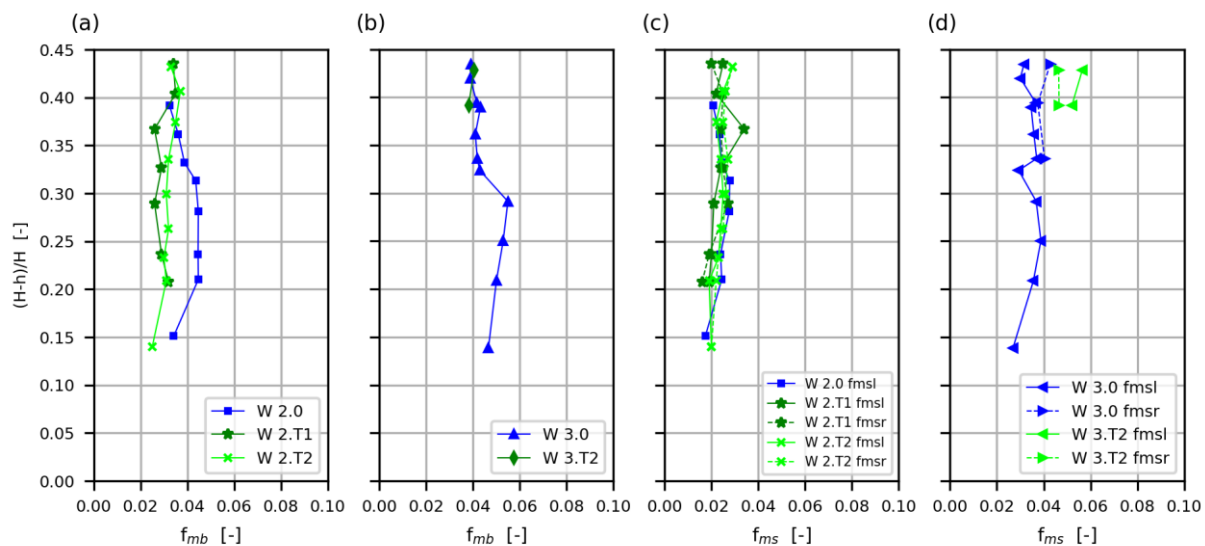 (a)
(b)
(c)
(d)
(H-h)/H [-]
0.45
0.40
0.35
0.30
0.25
0.20
0.15
0.10
0.05
0.00
W 2.0
W 2.T1
W 2.T2
0.00 0.02 0.04 0.06 0.08 0.10
fmb [-]
W 3.0
W 3.T2
0.00 0.02 0.04 0.06 0.08 0.10
fmb [-]
W 2.0 fmsl
W 2.T1 fmsl
W 2.T1 fmsr
W 2.T2 fmsl
W 2.T2 fmsr
0.00 0.02 0.04 0.06 0.08 0.10
fms [-]
W 3.0 fmsl
W 3.0 fmsr
W 3.T2 fmsl
W 3.T2 fmsr
0.00 0.02 0.04 0.06 0.08 0.10
fms [-]